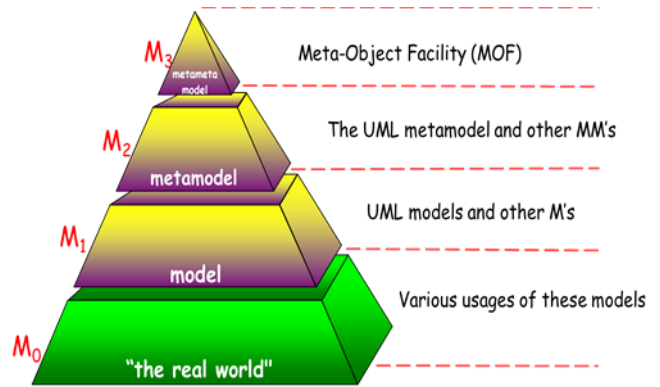 M3
metameta
model
Meta-Object Facility (MOF)
M2
metamodel
The UML metamodel and other MM's
M1
model
UML models and other M's
M0
“the real world"
Various usages of these models